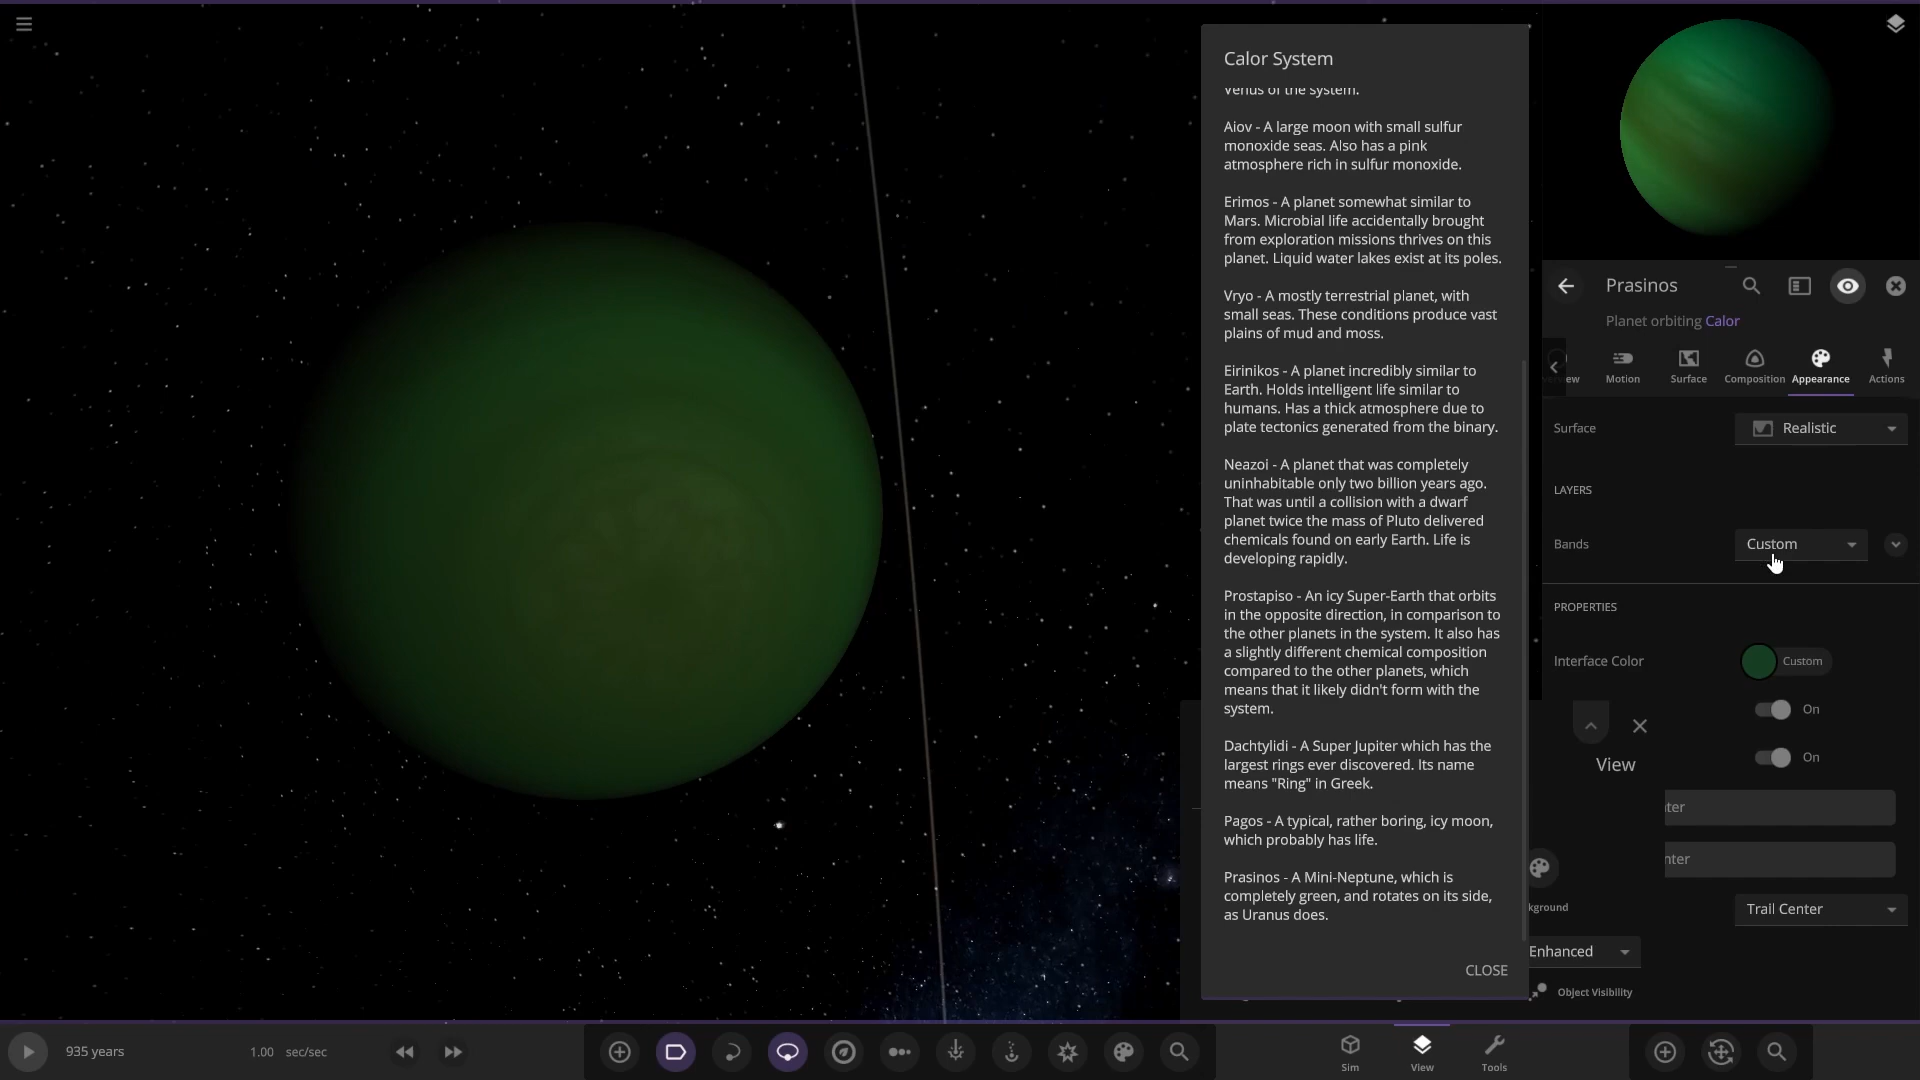 Calor System
Venus of the system.
Aiov - A large moon with small sulfur
monoxide seas. Also has a pink
atmosphere rich in sulfur monoxide.
Erimos - A planet somewhat similar to
Mars. Microbial life accidentally brought
from exploration missions thrives on this
planet. Liquid water lakes exist at its poles.
Vryo - A mostly terrestrial planet, with
small seas. These conditions produce vast
plains of mud and moss.
Eirinikos - A planet incredibly similar to
Earth. Holds intelligent life similar to
humans. Has a thick atmosphere due to
plate tectonics generated from the binary.
Neazoi - A planet that was completely
uninhabitable only two billion years ago.
That was until a collision with a dwarf
planet twice the mass of Pluto delivered
chemicals found on early Earth. Life is
developing rapidly.
Prostapiso - An icy Super-Earth that orbits
in the opposite direction, in comparison to
the other planets in the system. It also has
a slightly different chemical composition
compared to the other planets, which
means that it likely didn't form with the
system.
Dachtylidi - A Super Jupiter which has the
largest rings ever discovered. Its name
means "Ring" in Greek.
Pagos - A typical, rather boring, icy moon,
which probably has life.
Prasinos - A Mini-Neptune, which is
completely green, and rotates on its side,
as Uranus does.
CLOSE
Prasinos
Planet orbiting Calor
Motion Surface Composition Appearance Actions
Surface Realistic
LAYERS
Bands Custom
PROPERTIES
Interface Color Custom
On
View
On
nter
Trail Center
kground
Enhanced
Object Visibility
935 years 1.00 sec/sec
Sim View Tools